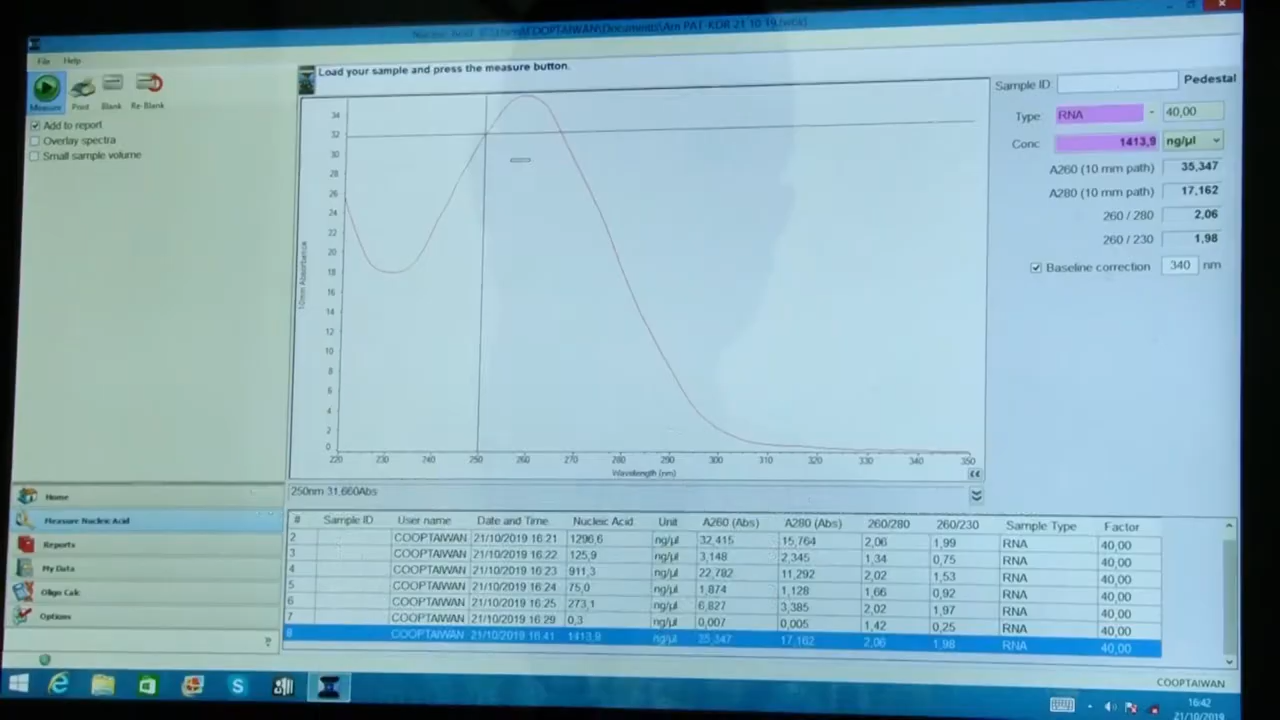 COOPTAIWAN\Documents\
File Help
Load your sample and press the measure button.
Measure Print Blank Re-Blank
Add to report
Overlay spectra
Small sample volume
Sample ID
Pedestal
Type RNA - 40,00
Conc 1413,9 ng/µl
A260 (10 mm path) 35,347
A280 (10 mm path) 17,162
260 / 280 2,06
260 / 230 1,98
Baseline correction 340 nm
10mm Absorbance
34
32
30
28
26
24
22
20
18
16
14
12
10
8
6
4
2
0
220 230 240 250 260 270 280 290 300 310 320 330 340 350
Wavelength (nm)
250nm 31,660Abs
Home
Measure Nucleic Acid
Reports
My Data
Oligo Calc
Options
# Sample ID User name Date and Time Nucleic Acid Unit A260 (Abs) A280 (Abs) 260/280 260/230 Sample Type Factor
2 COOPTAIWAN 21/10/2019 16:21 1296,6 ng/µl 32,415 15,764 2,06 1,99 RNA 40,00
3 COOPTAIWAN 21/10/2019 16:22 125,9 ng/µl 3,148 2,345 1,34 0,75 RNA 40,00
4 COOPTAIWAN 21/10/2019 16:23 911,3 ng/µl 22,782 11,292 2,02 1,53 RNA 40,00
5 COOPTAIWAN 21/10/2019 16:24 75,0 ng/µl 1,874 1,128 1,66 0,92 RNA 40,00
6 COOPTAIWAN 21/10/2019 16:25 273,1 ng/µl 6,827 3,385 2,02 1,97 RNA 40,00
7 COOPTAIWAN 21/10/2019 16:29 0,3 ng/µl 0,007 0,005 1,42 0,25 RNA 40,00
8 COOPTAIWAN 21/10/2019 16:41 1413,9 ng/µl 35,347 17,162 2,06 1,98 RNA 40,00
COOPTAIWAN
16:42
21/10/2019